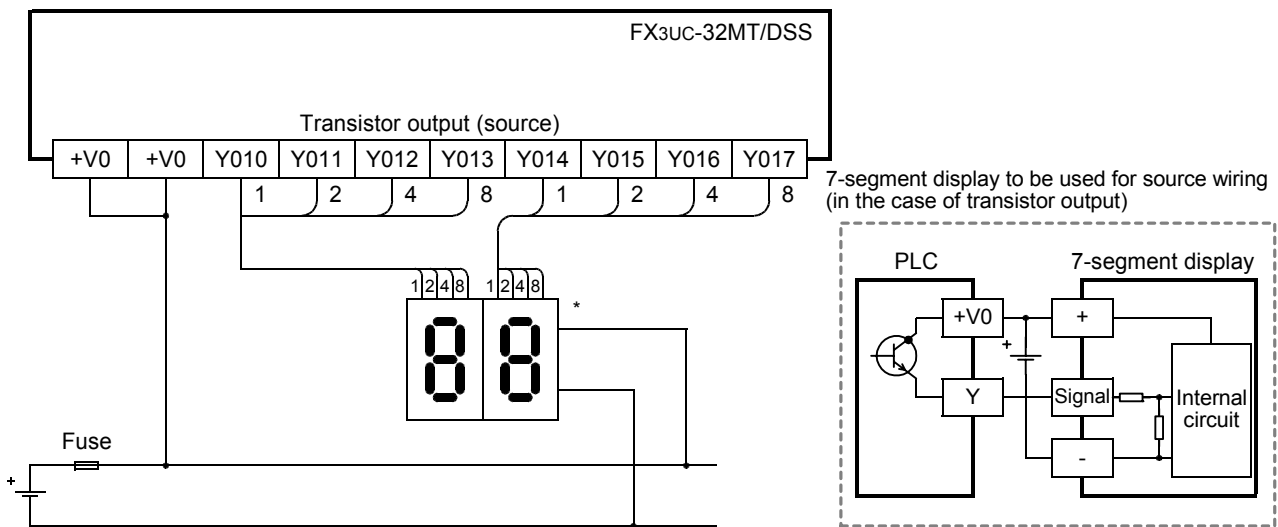 FX3UC-32MT/DSS
Transistor output (source)
+V0 +V0 Y010 Y011 Y012 Y013 Y014 Y015 Y016 Y017
1 2 4 8 1 2 4 8
7-segment display to be used for source wiring
(in the case of transistor output)
1 2 4 8 1 2 4 8
*
8 8
Fuse
+
PLC 7-segment display
+V0 +
+
Y Signal Internal
circuit
-